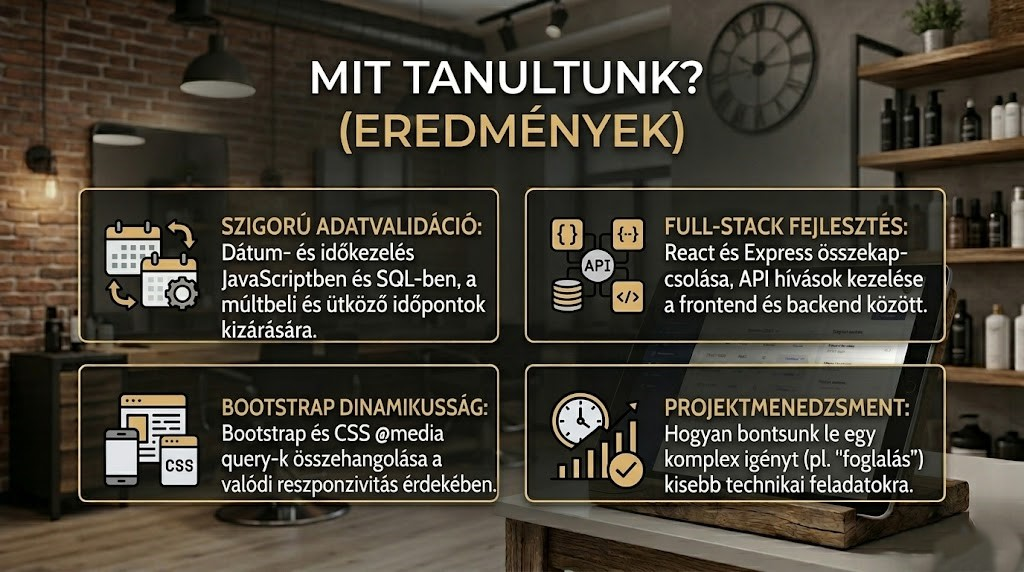 MIT TANULTUNK?
(EREDMÉNYEK)
SZIGORÚ ADATVALIDÁCIÓ:
Dátum- és időkezelés
JavaScriptben és SQL-ben, a
múltbeli és ütköző időpontok
kizárására.
{ }
{··}
API
</>
FULL-STACK FEJLESZTÉS:
React és Express összekap-
csolása, API hívások kezelése
a frontend és backend között.
CSS
BOOTSTRAP DINAMIKUSSÁG:
Bootstrap és CSS @media
query-k összehangolása a
valódi reszponzivitás érdekében.
PROJEKTMENEDZSMENT:
Hogyan bontsunk le egy
komplex igényt (pl. "foglalás")
kisebb technikai feladatokra.